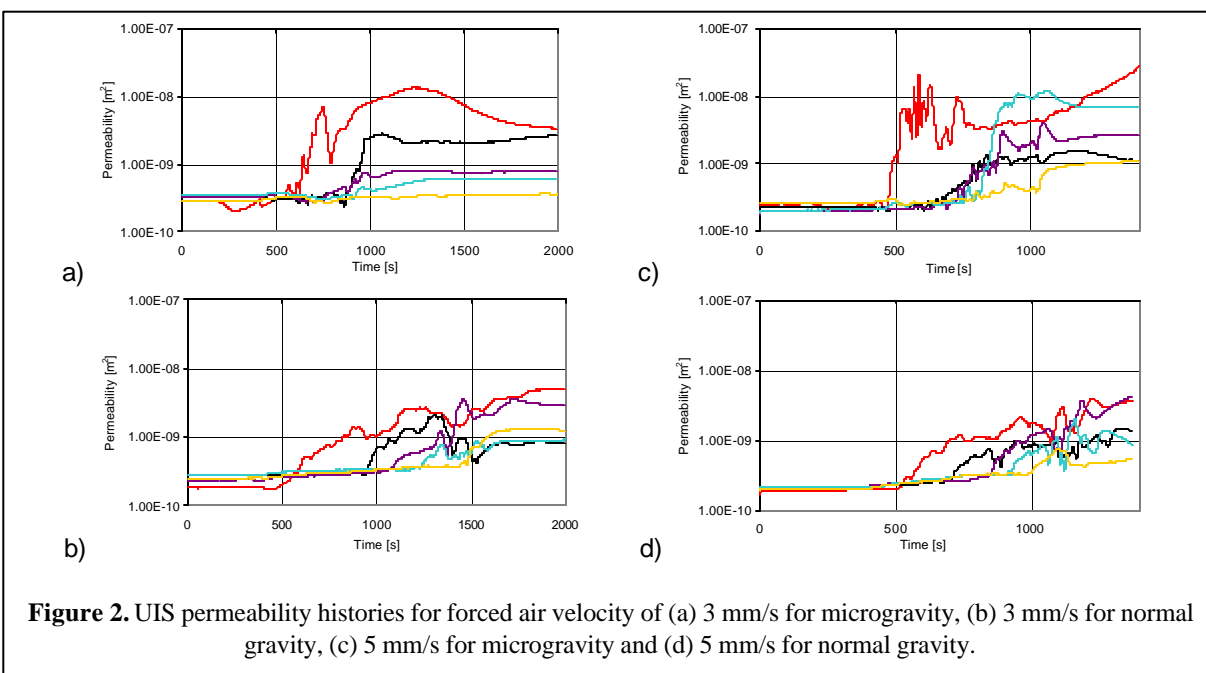 1.00E-07
1.00E-08
1.00E-09
1.00E-10
Permeability [m²]
0 500 1000 1500 2000
Time [s]
a)
1.00E-07
1.00E-08
1.00E-09
1.00E-10
Permeability [m²]
0 500 1000
Time [s]
c)
1.00E-07
1.00E-08
1.00E-09
1.00E-10
Permeability [m²]
0 500 1000 1500 2000
Time [s]
b)
1.00E-07
1.00E-08
1.00E-09
1.00E-10
Permeability [m²]
0 500 1000
Time [s]
d)
Figure 2. UIS permeability histories for forced air velocity of (a) 3 mm/s for microgravity, (b) 3 mm/s for normal
gravity, (c) 5 mm/s for microgravity and (d) 5 mm/s for normal gravity.